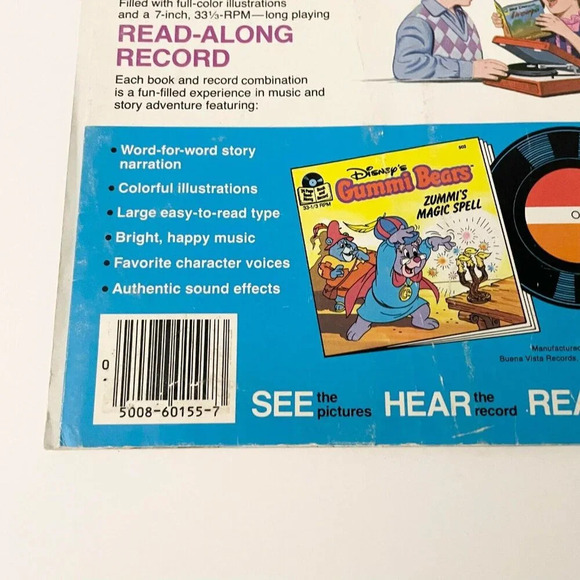 Filled with full-color illustrations
and a 7-inch, 33⅓-RPM—long playing
READ-ALONG
RECORD
Each book and record combination
is a fun-filled experience in music and
story adventure featuring:
• Word-for-word story
narration
• Colorful illustrations
• Large easy-to-read type
• Bright, happy music
• Favorite character voices
• Authentic sound effects
33-1/3 RPM
Disney's
Gummi Bears
ZUMMI'S
MAGIC SPELL
Manufactured
Buena Vista Records
0
5008-60155-7
SEE the pictures HEAR the record REA